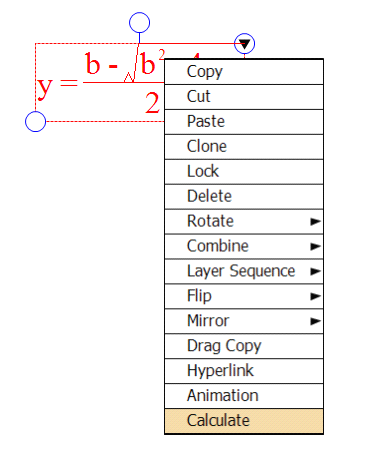 y = b - √b²
2
Copy
Cut
Paste
Clone
Lock
Delete
Rotate
Combine
Layer Sequence
Flip
Mirror
Drag Copy
Hyperlink
Animation
Calculate